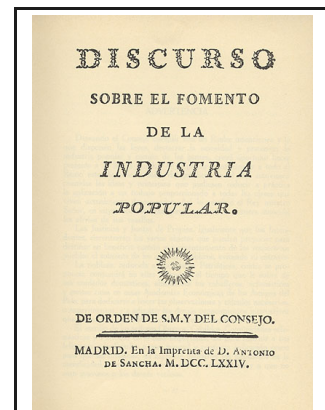 DISCURSO
SOBRE EL FOMENTO
DE LA
INDUSTRIA
POPULAR.
DE ORDEN DE S.M.Y DEL CONSEJO.
MADRID. En la Imprenta de D. ANTONIO
DE SANCHA. M.DCC.LXXIV.